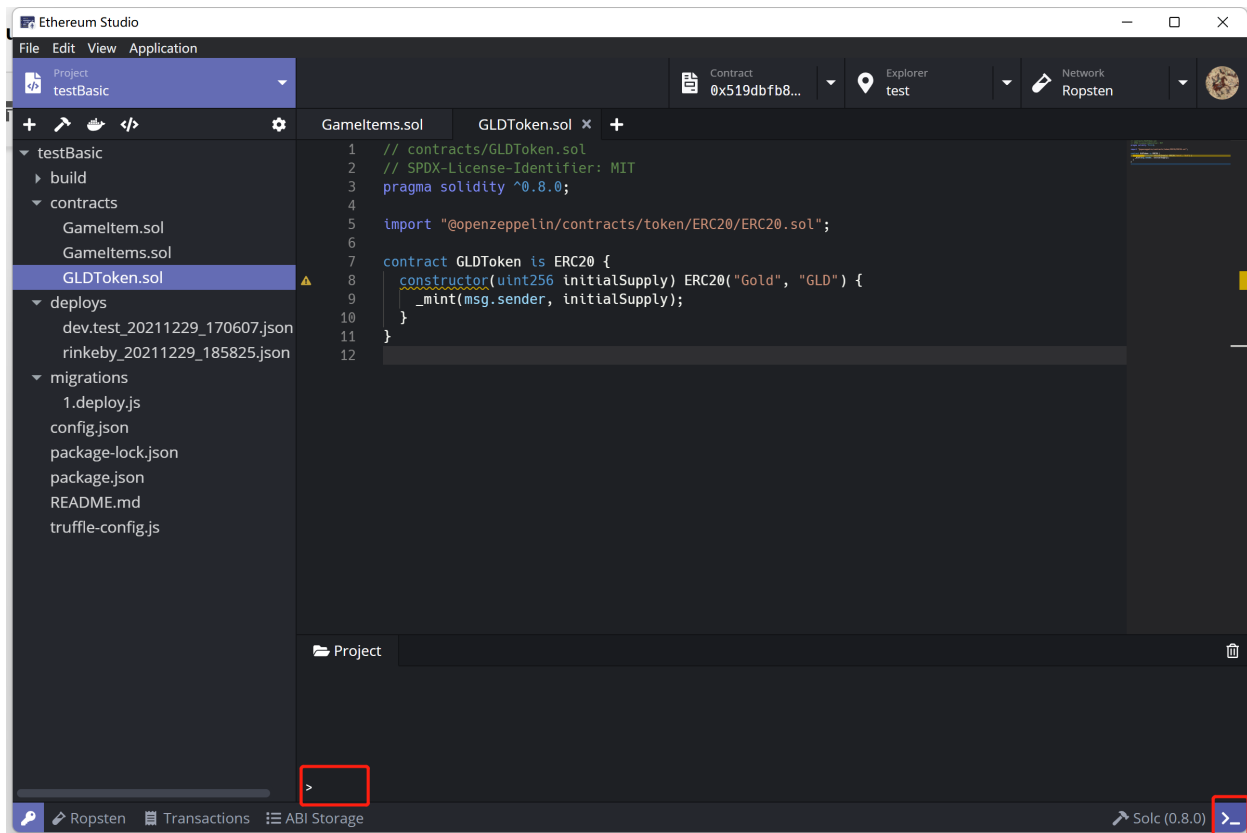 Ethereum Studio
File Edit View Application
Project
testBasic
Contract
0x519dbfb8...
Explorer
test
Network
Ropsten
GameItems.sol
GLDToken.sol
testBasic
build
contracts
GameItem.sol
GameItems.sol
GLDToken.sol
deploys
dev.test_20211229_170607.json
rinkeby_20211229_185825.json
migrations
1.deploy.js
config.json
package-lock.json
package.json
README.md
truffle-config.js
1 // contracts/GLDToken.sol
2 // SPDX-License-Identifier: MIT
3 pragma solidity ^0.8.0;
4
5 import "@openzeppelin/contracts/token/ERC20/ERC20.sol";
6
7 contract GLDToken is ERC20 {
8 constructor(uint256 initialSupply) ERC20("Gold", "GLD") {
9 _mint(msg.sender, initialSupply);
10 }
11 }
12
Project
>
Ropsten Transactions ABI Storage Solc (0.8.0)